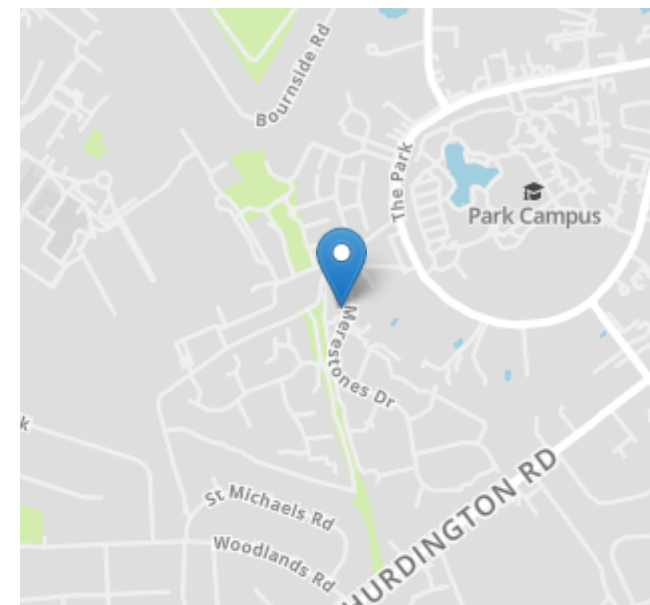 Bournside Rd
The Park
Park Campus
Merestones Dr
k
St Michaels Rd
Woodlands Rd
HURDINGTON RD